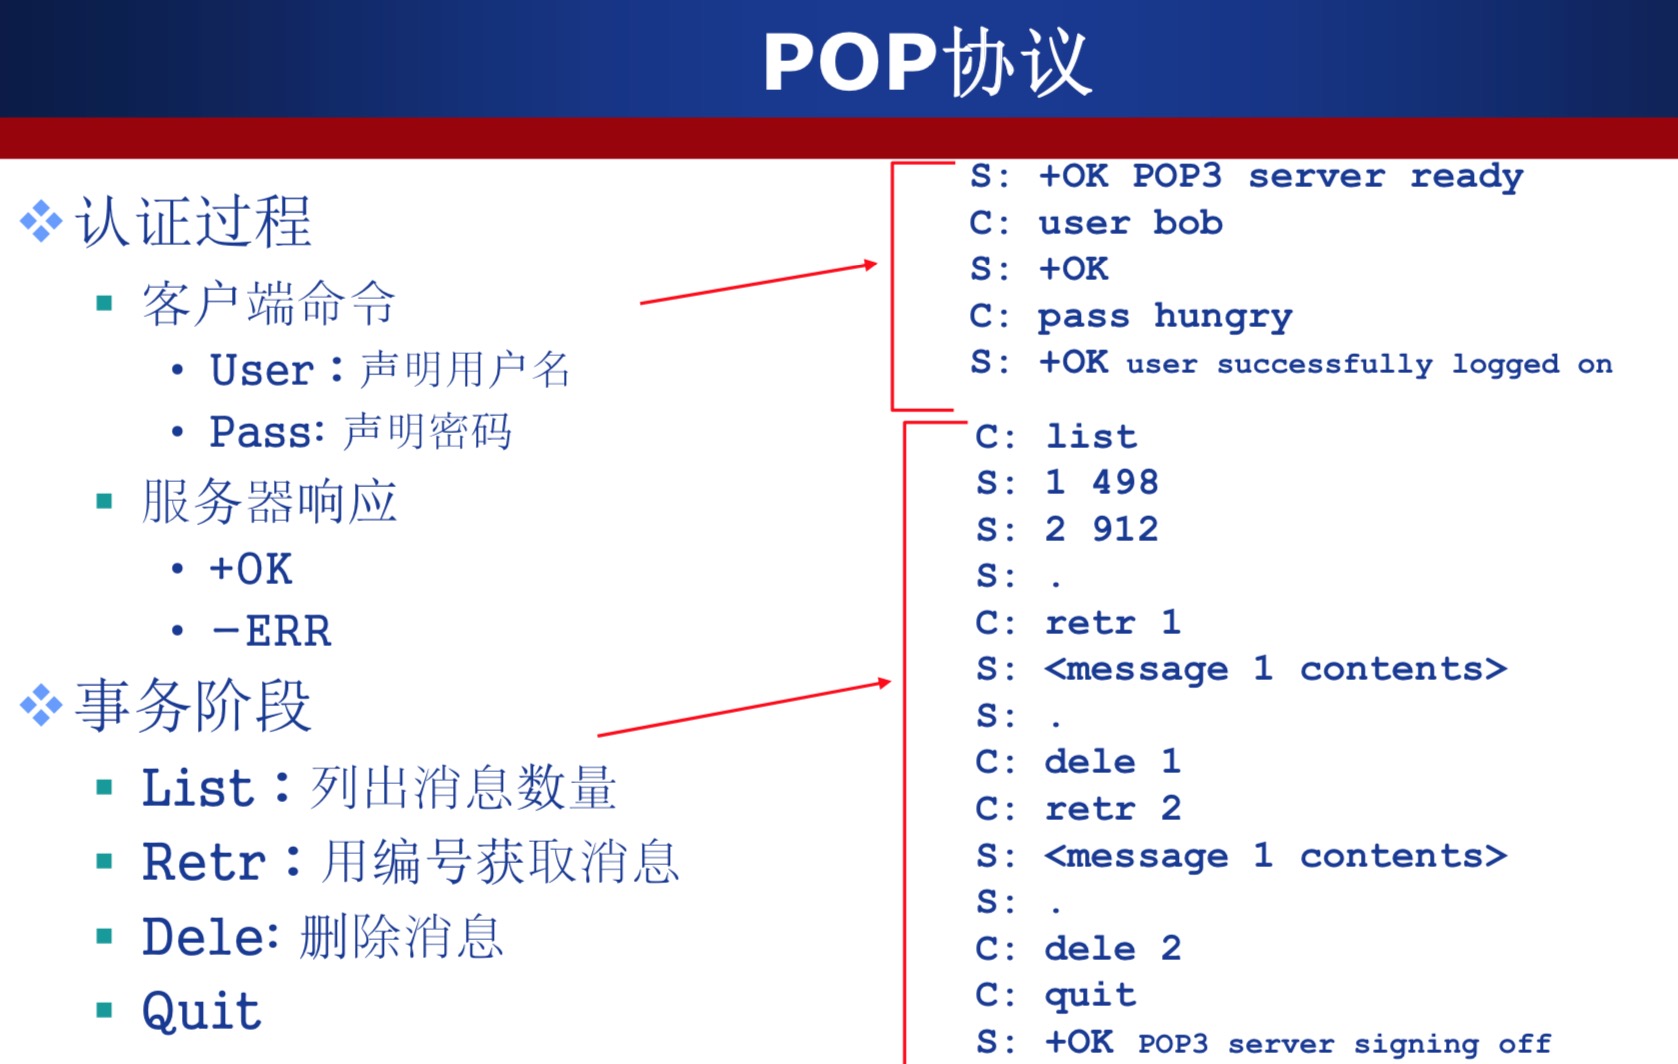 POP协议
认证过程
客户端命令
• User：声明用户名
• Pass: 声明密码
服务器响应
• +OK
• -ERR
事务阶段
List：列出消息数量
Retr：用编号获取消息
Dele: 删除消息
Quit
S: +OK POP3 server ready
C: user bob
S: +OK
C: pass hungry
S: +OK user successfully logged on
C: list
S: 1 498
S: 2 912
S: .
C: retr 1
S: <message 1 contents>
S: .
C: dele 1
C: retr 2
S: <message 1 contents>
S: .
C: dele 2
C: quit
S: +OK POP3 server signing off